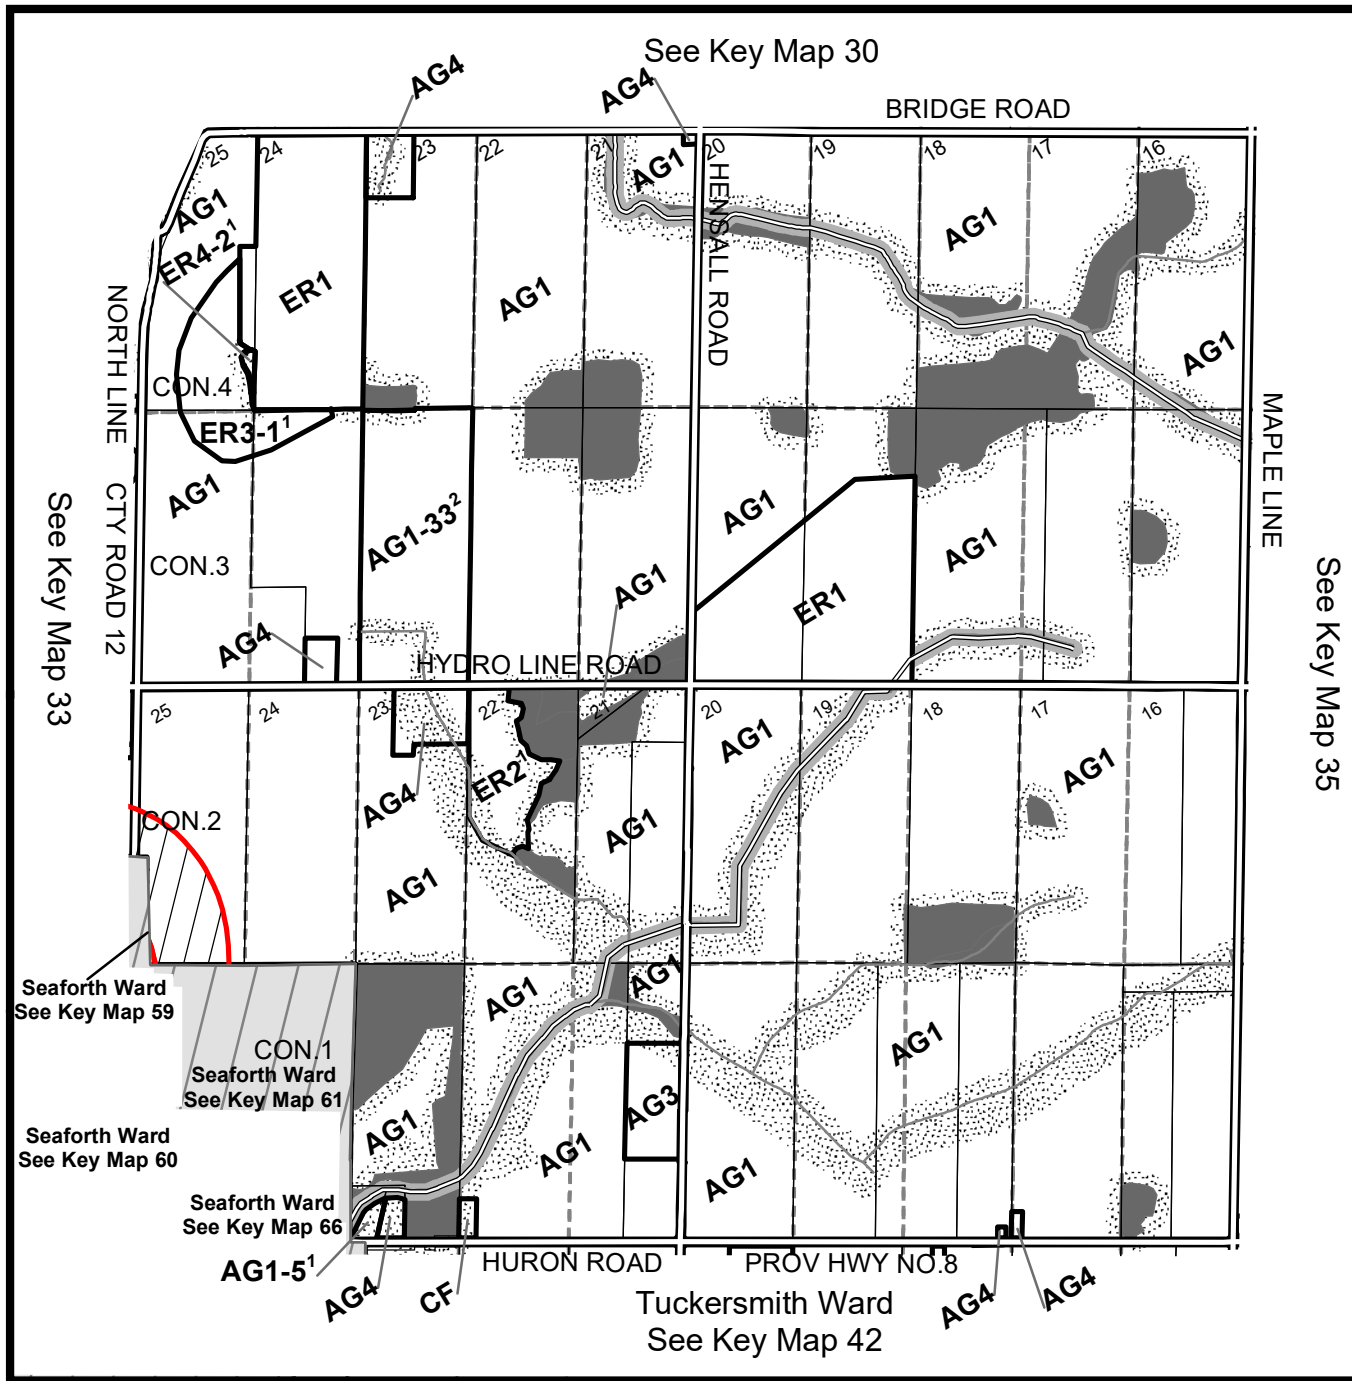 See Key Map 30
AG4
AG4
BRIDGE ROAD
25
24
23
22
21
20
19
18
17
16
AG1
AG1
AG1
ER4-2¹
ER1
AG1
HENSALL ROAD
AG1
NORTH LINE
CTY ROAD 12
CON.4
ER3-1¹
MAPLE LINE
AG1
AG1-33²
AG1
AG1
See Key Map 33
See Key Map 35
CON.3
AG1
ER1
AG4
HYDRO LINE ROAD
25
24
23
22
21
20
19
18
17
16
AG1
AG1
AG4
ER2¹
AG1
CON.2
AG1
Seaforth Ward
See Key Map 59
AG1
AG1
AG1
CON.1
Seaforth Ward
See Key Map 61
AG3
AG1
AG1
AG1
Seaforth Ward
See Key Map 60
Seaforth Ward
See Key Map 66
AG1-5¹
AG4
CF
HURON ROAD
PROV HWY NO.8
AG4
AG4
Tuckersmith Ward
See Key Map 42